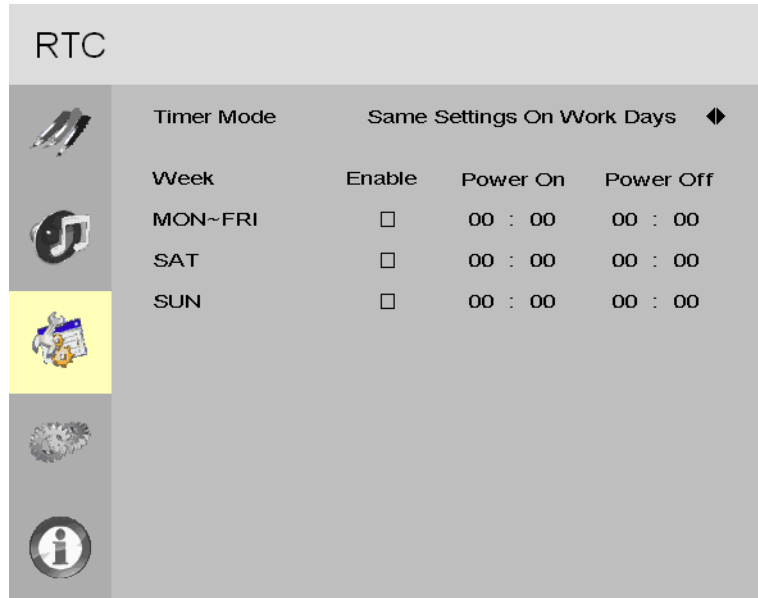 RTC
Timer Mode Same Settings On Work Days
Week Enable Power On Power Off
MON~FRI 00 : 00 00 : 00
SAT 00 : 00 00 : 00
SUN 00 : 00 00 : 00